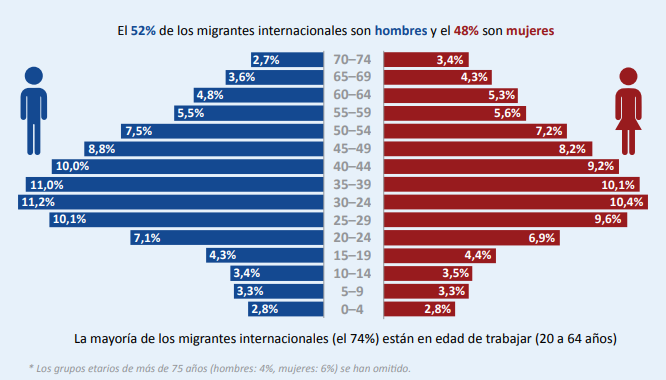 El 52% de los migrantes internacionales son hombres y el 48% son mujeres
2,7% 70–74 3,4%
3,6% 65–69 4,3%
4,8% 60–64 5,3%
5,5% 55–59 5,6%
7,5% 50–54 7,2%
8,8% 45–49 8,2%
10,0% 40–44 9,2%
11,0% 35–39 10,1%
11,2% 30–24 10,4%
10,1% 25–29 9,6%
7,1% 20–24 6,9%
4,3% 15–19 4,4%
3,4% 10–14 3,5%
3,3% 5–9 3,3%
2,8% 0–4 2,8%
La mayoría de los migrantes internacionales (el 74%) están en edad de trabajar (20 a 64 años)
* Los grupos etarios de más de 75 años (hombres: 4%, mujeres: 6%) se han omitido.